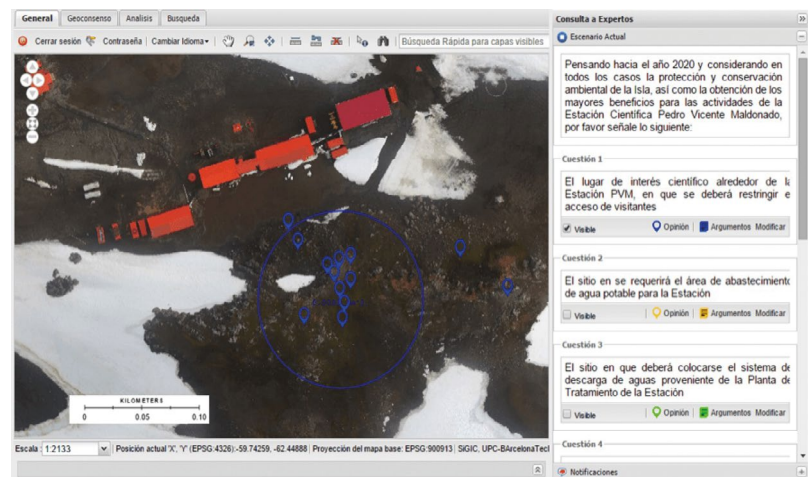 General Geoconsenso Analisis Busqueda
Cerrar sesión Contraseña Cambiar Idioma Búsqueda Rápida para capas visibles
KILOMETERS
0 0.05 0.10
Escala : 1:2133 Posición actual 'X', 'Y' (EPSG:4326):-59.74259, -62.44888 Proyección del mapa base: EPSG:900913 SiGIC, UPC-BArcelonaTecl
Consulta a Expertos
Escenario Actual
Pensando hacia el año 2020 y considerando en
todos los casos la protección y conservación
ambiental de la Isla, así como la obtención de los
mayores beneficios para las actividades de la
Estación Científica Pedro Vicente Maldonado,
por favor señale lo siguiente:
Cuestión 1
El lugar de interés científico alrededor de la
Estación PVM, en que se deberá restringir e
acceso de visitantes
Visible Opinión Argumentos Modificar
Cuestión 2
El sitio en se requerirá el área de abastecimiento
de agua potable para la Estación
Visible Opinión Argumentos Modificar
Cuestión 3
El sitio en que deberá colocarse el sistema de
descarga de aguas proveniente de la Planta de
Tratamiento de la Estación
Visible Opinión Argumentos Modificar
Cuestión 4
Notificaciones